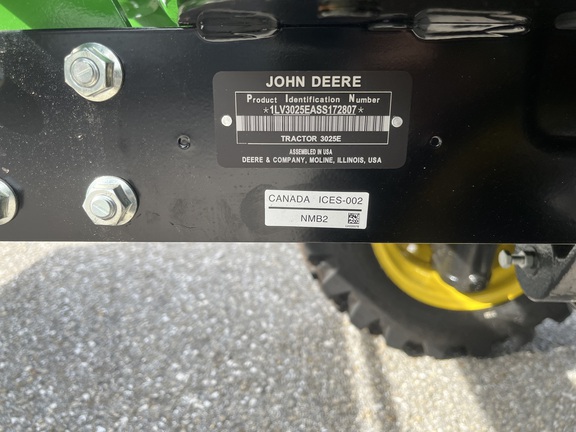 JOHN DEERE
Product Identification Number
*1LV3025EASS172807*
TRACTOR 3025E
ASSEMBLED IN USA
DEERE & COMPANY, MOLINE, ILLINOIS, USA
CANADA ICES-002
NMB2